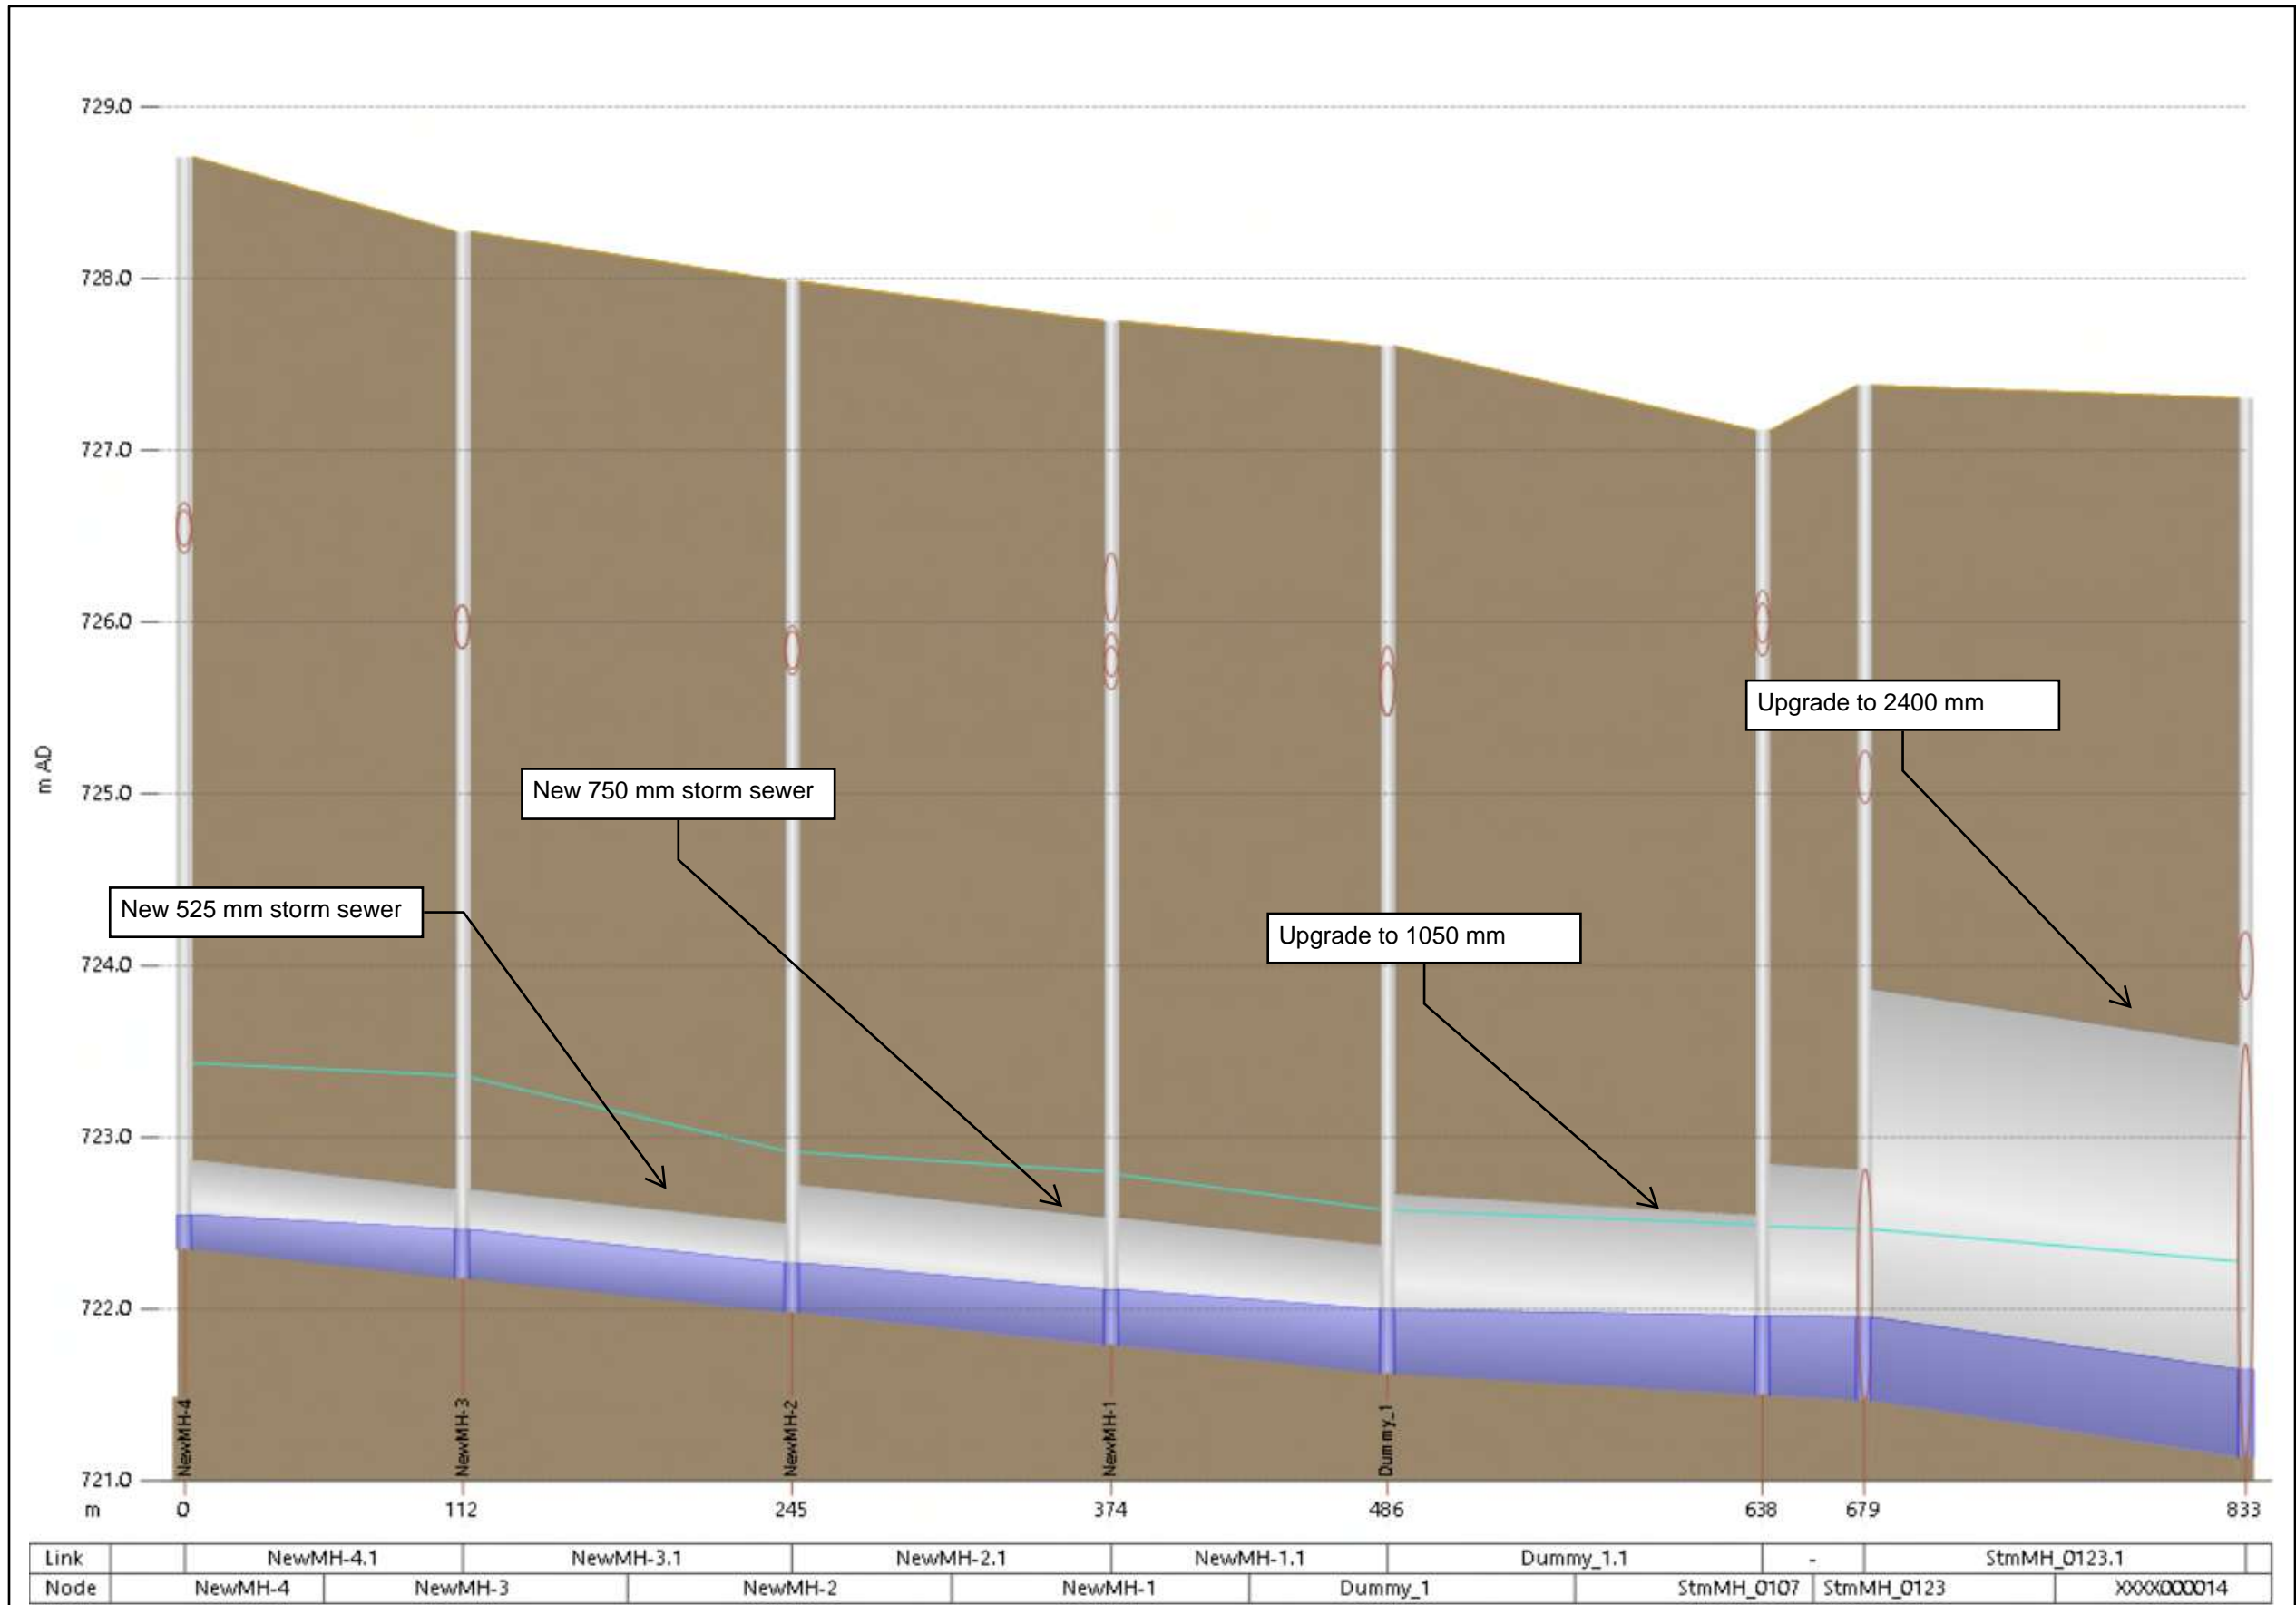 729.0
728.0
727.0
726.0
Upgrade to 2400 mm
m AD
725.0
New 750 mm storm sewer
New 525 mm storm sewer
Upgrade to 1050 mm
724.0
723.0
722.0
NewMH-4
NewMH-3
NewMH-2
NewMH-1
Dummy_1
721.0
m 0 112 245 374 486 638 679 833
Link NewMH-4.1 NewMH-3.1 NewMH-2.1 NewMH-1.1 Dummy_1.1 - StmMH_0123.1
Node NewMH-4 NewMH-3 NewMH-2 NewMH-1 Dummy_1 StmMH_0107 StmMH_0123 XXXX000014